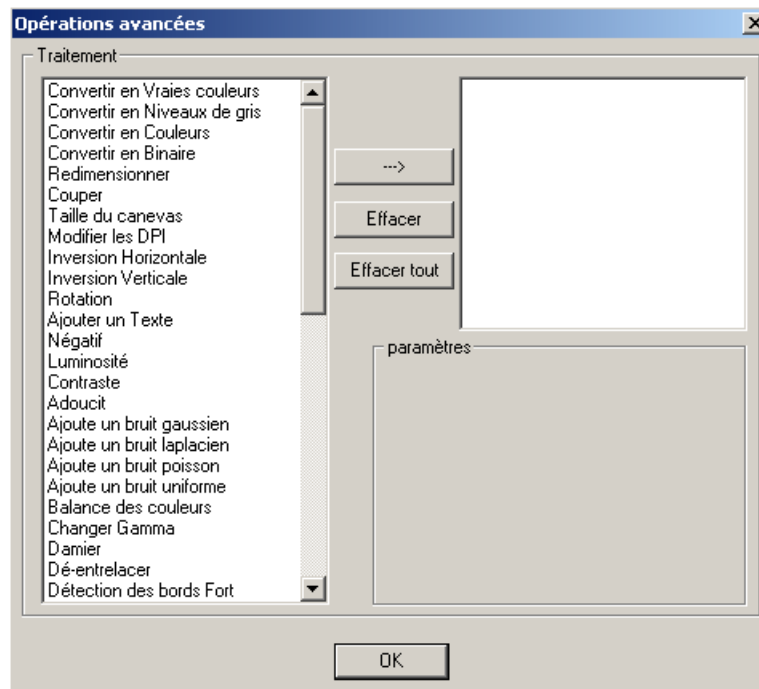 Opérations avancées
Traitement
Convertir en Vraies couleurs
Convertir en Niveaux de gris
Convertir en Couleurs
Convertir en Binaire
Redimensionner
Couper
Taille du canevas
Modifier les DPI
Inversion Horizontale
Inversion Verticale
Rotation
Ajouter un Texte
Négatif
Luminosité
Contraste
Adoucit
Ajoute un bruit gaussien
Ajoute un bruit laplacien
Ajoute un bruit poisson
Ajoute un bruit uniforme
Balance des couleurs
Changer Gamma
Damier
Dé-entrelacer
Détection des bords Fort
--->
Effacer
Effacer tout
paramètres
OK